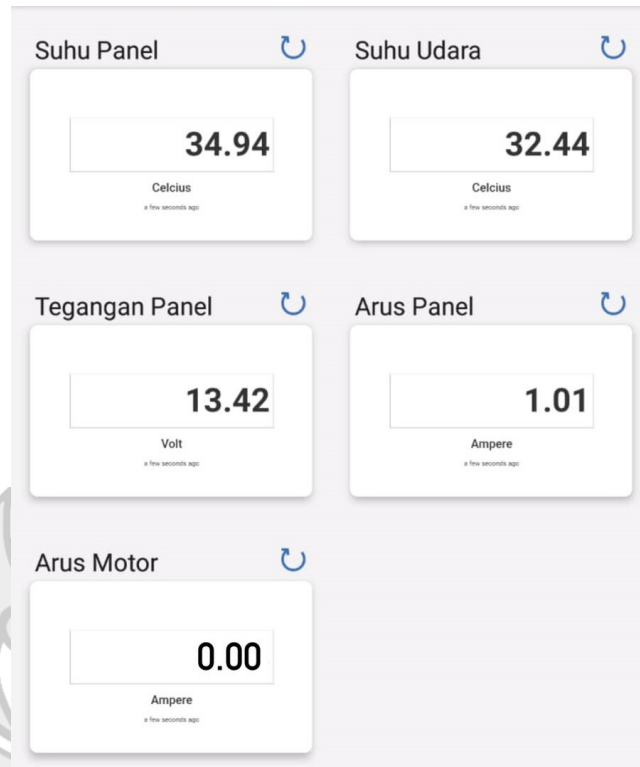 Suhu Panel
34.94
Celcius
a few seconds ago
Suhu Udara
32.44
Celcius
a few seconds ago
Tegangan Panel
13.42
Volt
a few seconds ago
Arus Panel
1.01
Ampere
a few seconds ago
Arus Motor
0.00
Ampere
a few seconds ago